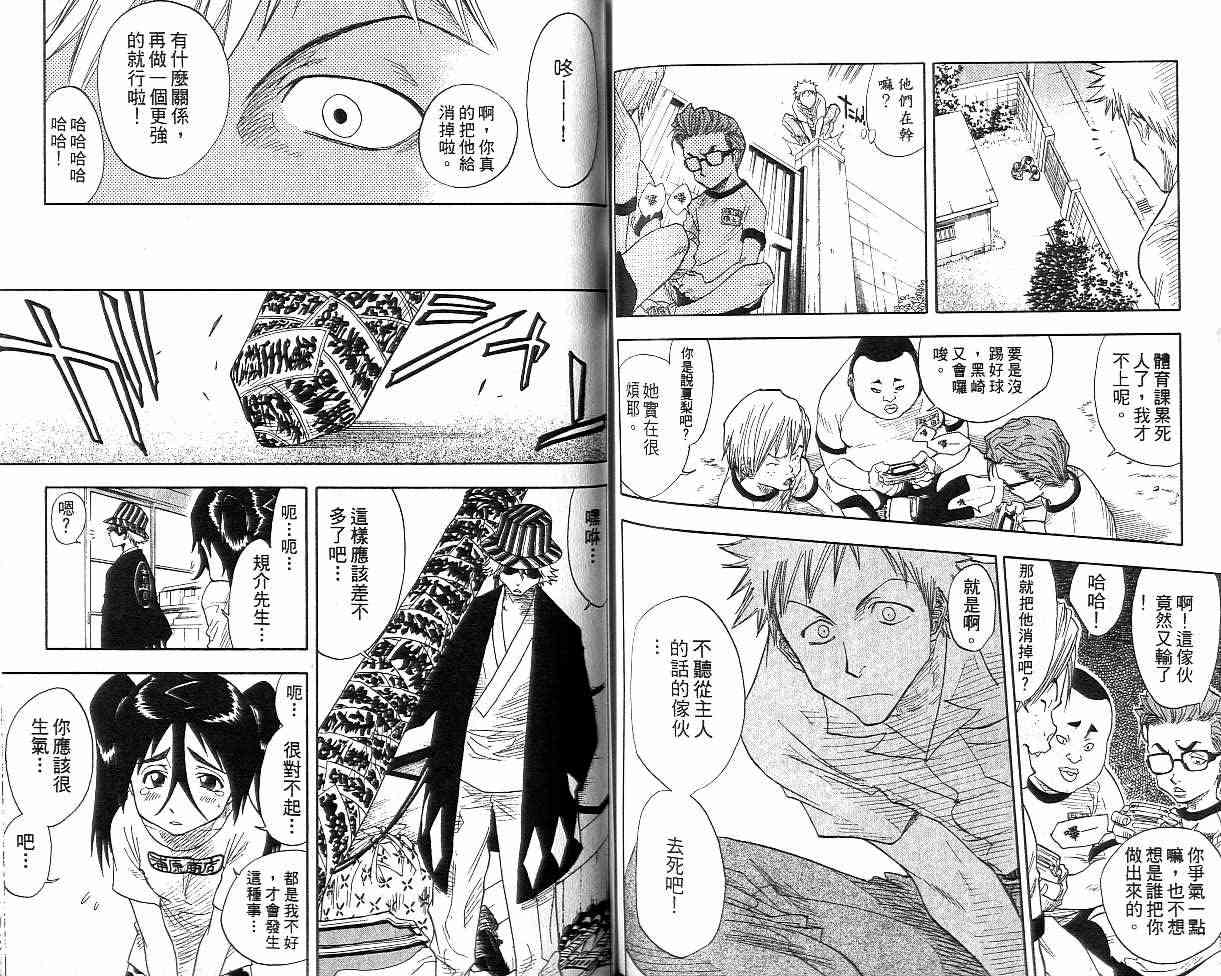 他們在幹
嘛？
體育課累死
人了，我才
不上呢。
要是沒
踢好球
，黑崎
又會囉
唆。
你是說夏梨吧？
她實在很
煩耶。
啊！這傢伙
竟然又輸了
！
哈哈！
那就把他消掉吧？
你爭氣一點
嘛，也不想
想是誰把你
做出來的。
就是啊。
不聽從主人
的話的傢伙
…
去死吧！
咚——！
啊，你真
的把他給
消掉啦。
有什麼關係，
再做一個更強
的就行啦！
哈哈哈哈
哈哈！
這樣應該差不
多了吧…
呃…呃…
規介先生…
嗯？
呃… 很對不起…
都是我不好
，才會發生
這種事…
你應該很
生氣…
吧…
浦原商店